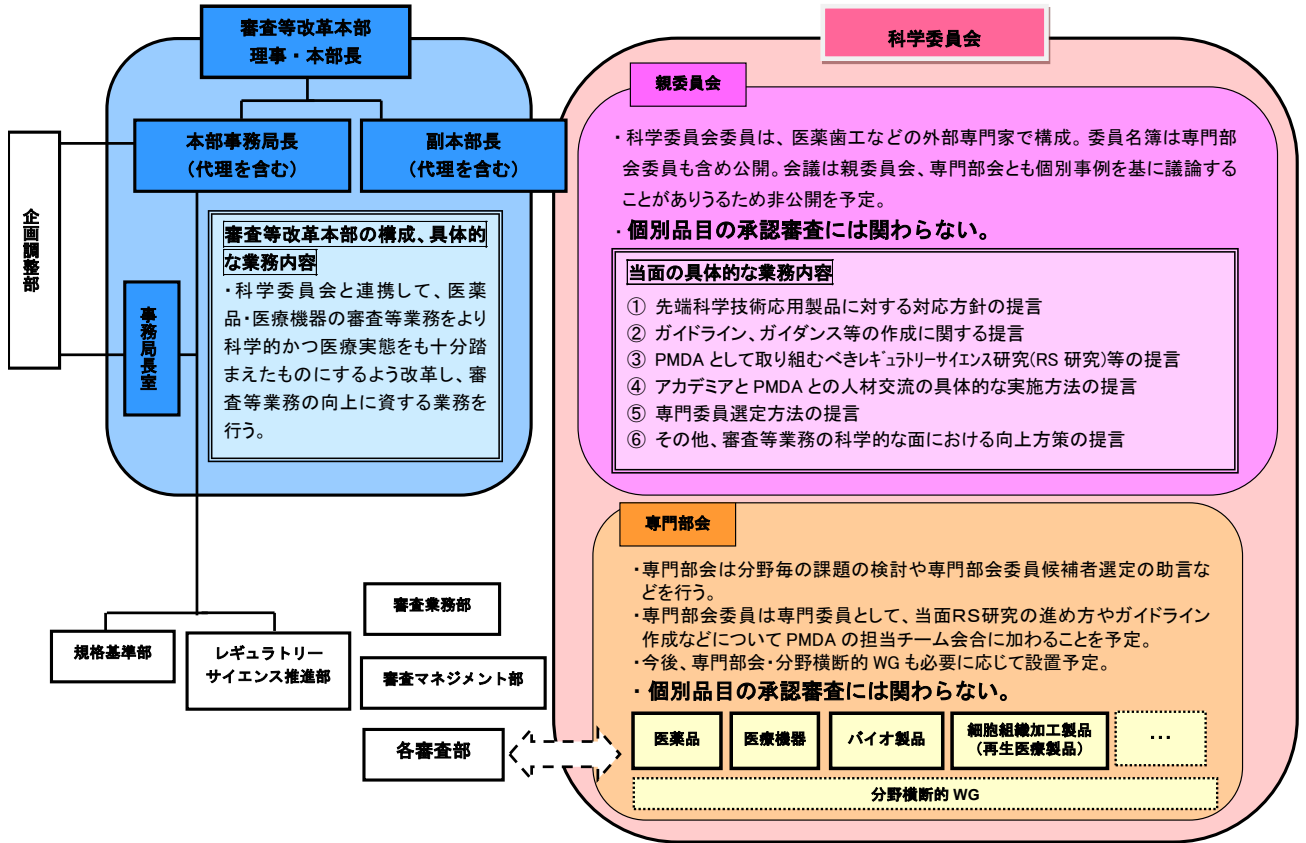 審査等改革本部
理事・本部長
本部事務局長
(代理を含む)
副本部長
(代理を含む)
企画調整部
事務局長室
審査等改革本部の構成、具体的
な業務内容
・科学委員会と連携して、医薬
品・医療機器の審査等業務をより
科学的かつ医療実態をも十分踏
まえたものにするよう改革し、審
査等業務の向上に資する業務を
行う。
規格基準部
レギュラトリー
サイエンス推進部
審査業務部
審査マネジメント部
各審査部
科学委員会
親委員会
・科学委員会委員は、医薬歯工などの外部専門家で構成。委員名簿は専門部
会委員も含め公開。会議は親委員会、専門部会とも個別事例を基に議論する
ことがありうるため非公開を予定。
・個別品目の承認審査には関わらない。
当面の具体的な業務内容
① 先端科学技術応用製品に対する対応方針の提言
② ガイドライン、ガイダンス等の作成に関する提言
③ PMDA として取り組むべきﾚｷﾞｭﾗﾄﾘｰｻｲｴﾝｽ研究(RS 研究)等の提言
④ アカデミアと PMDA との人材交流の具体的な実施方法の提言
⑤ 専門委員選定方法の提言
⑥ その他、審査等業務の科学的な面における向上方策の提言
専門部会
・専門部会は分野毎の課題の検討や専門部会委員候補者選定の助言な
どを行う。
・専門部会委員は専門委員として、当面RS研究の進め方やガイドライン
作成などについて PMDA の担当チーム会合に加わることを予定。
・今後、専門部会・分野横断的 WG も必要に応じて設置予定。
・個別品目の承認審査には関わらない。
医薬品
医療機器
バイオ製品
細胞組織加工製品
(再生医療製品)
…
分野横断的 WG